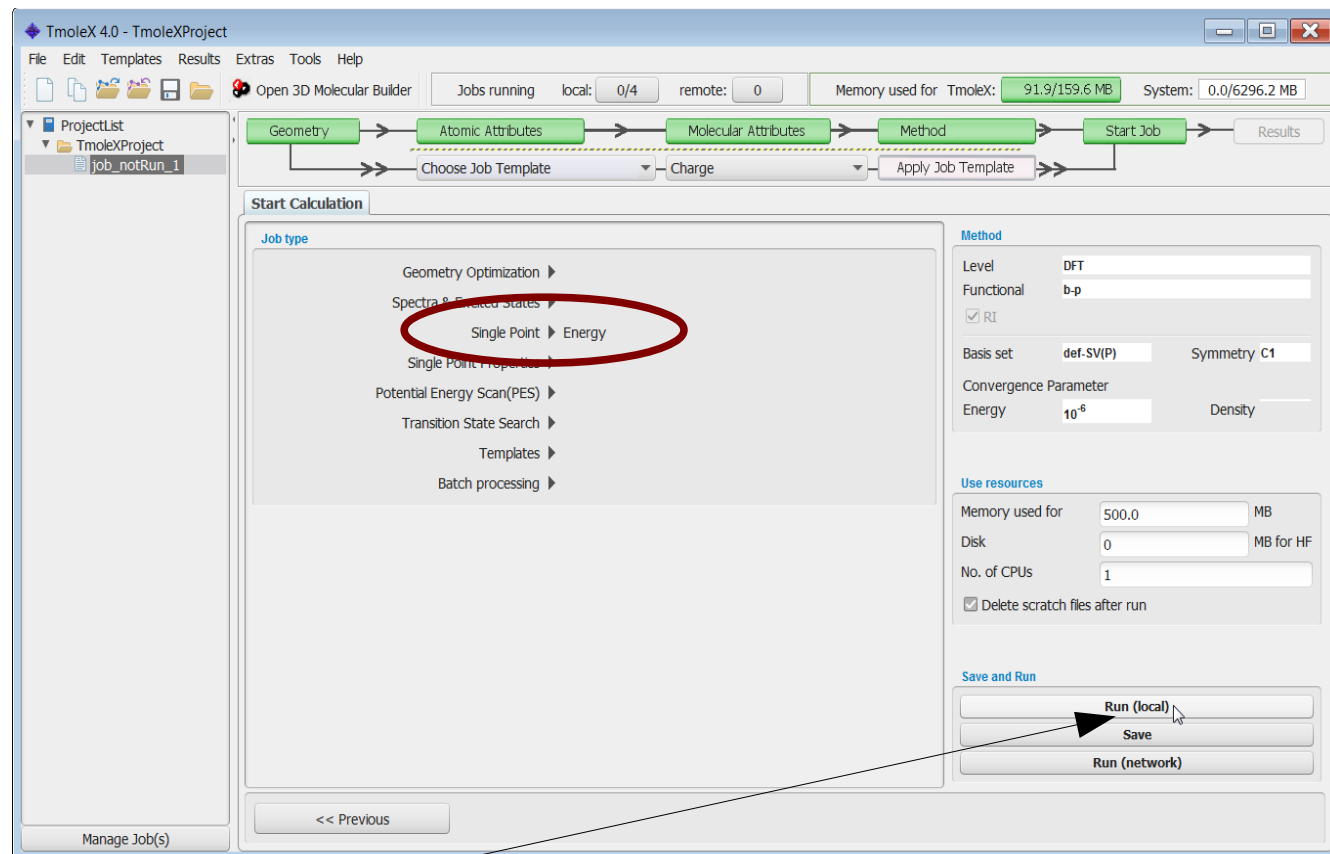 TmoleX 4.0 - TmoleXProject
File Edit Templates Results Extras Tools Help
Open 3D Molecular Builder Jobs running local: 0/4 remote: 0 Memory used for TmoleX: 91.9/159.6 MB System: 0.0/6296.2 MB
ProjectList
TmoleXProject
job_notRun_1
Manage Job(s)
Geometry Atomic Attributes Molecular Attributes Method Start Job Results
Choose Job Template Charge Apply Job Template
Start Calculation
Job type
Geometry Optimization
Spectra & Excited States
Single Point Energy
Single Point Properties
Potential Energy Scan(PES)
Transition State Search
Templates
Batch processing
<< Previous
Method
Level DFT
Functional b-p
RI
Basis set def-SV(P) Symmetry C1
Convergence Parameter
Energy 10⁻⁶ Density
Use resources
Memory used for 500.0 MB
Disk 0 MB for HF
No. of CPUs 1
Delete scratch files after run
Save and Run
Run (local)
Save
Run (network)